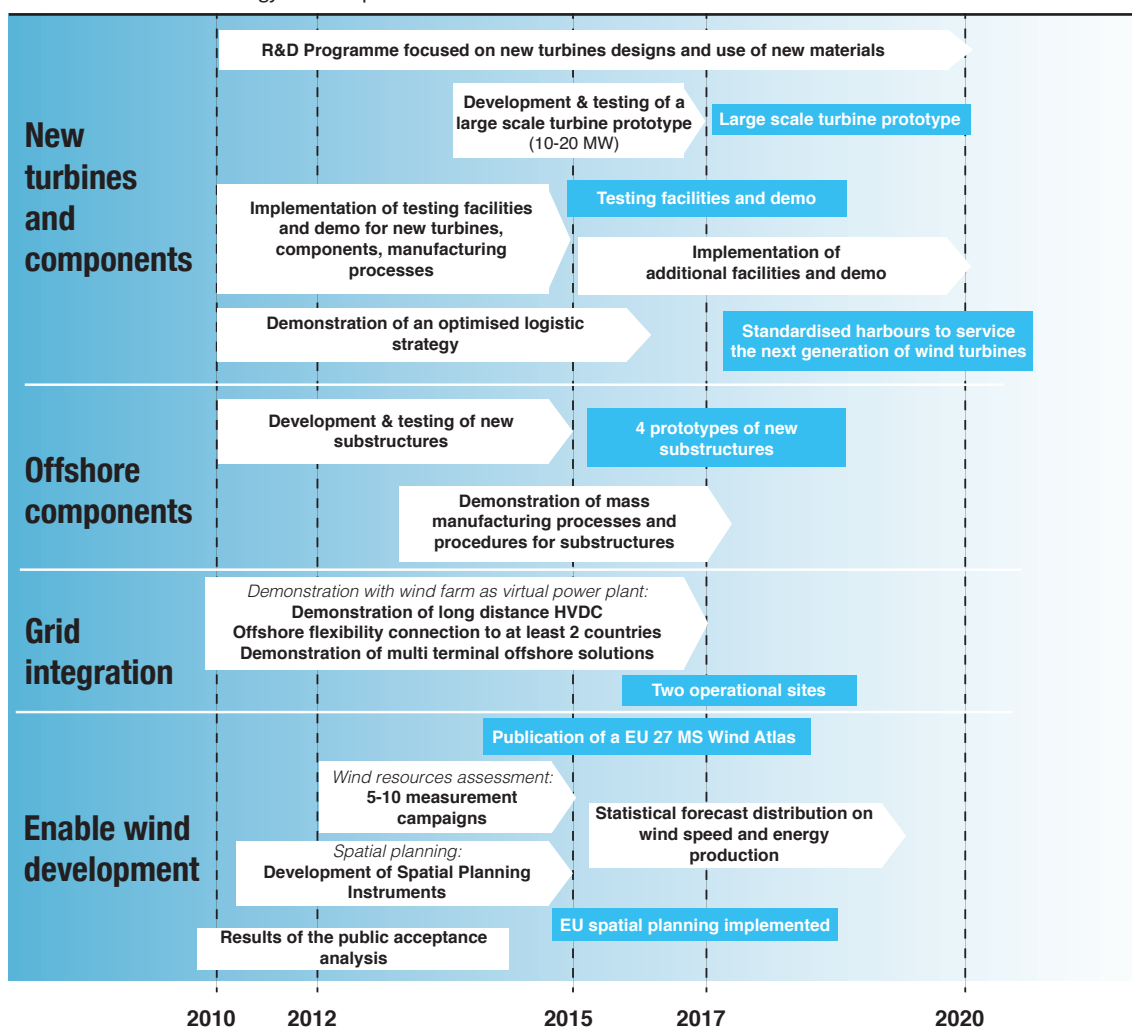 R&D Programme focused on new turbines designs and use of new materials
New
turbines
and
components
Development & testing of a
large scale turbine prototype
(10-20 MW)
Large scale turbine prototype
Implementation of testing facilities
and demo for new turbines,
components, manufacturing
processes
Testing facilities and demo
Implementation of
additional facilities and demo
Demonstration of an optimised logistic
strategy
Standardised harbours to service
the next generation of wind turbines
Offshore
components
Development & testing of new
substructures
4 prototypes of new
substructures
Demonstration of mass
manufacturing processes and
procedures for substructures
Grid
integration
Demonstration with wind farm as virtual power plant:
Demonstration of long distance HVDC
Offshore flexibility connection to at least 2 countries
Demonstration of multi terminal offshore solutions
Two operational sites
Enable wind
development
Publication of a EU 27 MS Wind Atlas
Wind resources assessment:
5-10 measurement
campaigns
Statistical forecast distribution on
wind speed and energy
production
Spatial planning:
Development of Spatial Planning
Instruments
EU spatial planning implemented
Results of the public acceptance
analysis
2010 2012 2015 2017 2020